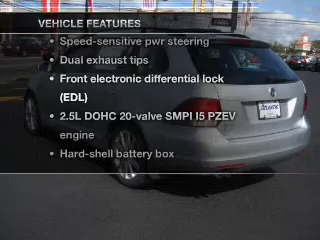 VEHICLE FEATURES
• Speed-sensitive pwr steering
• Dual exhaust tips
• Front electronic differential lock
(EDL)
• 2.5L DOHC 20-valve SMPI I5 PZEV
engine
• Hard-shell battery box
ATLANTIC